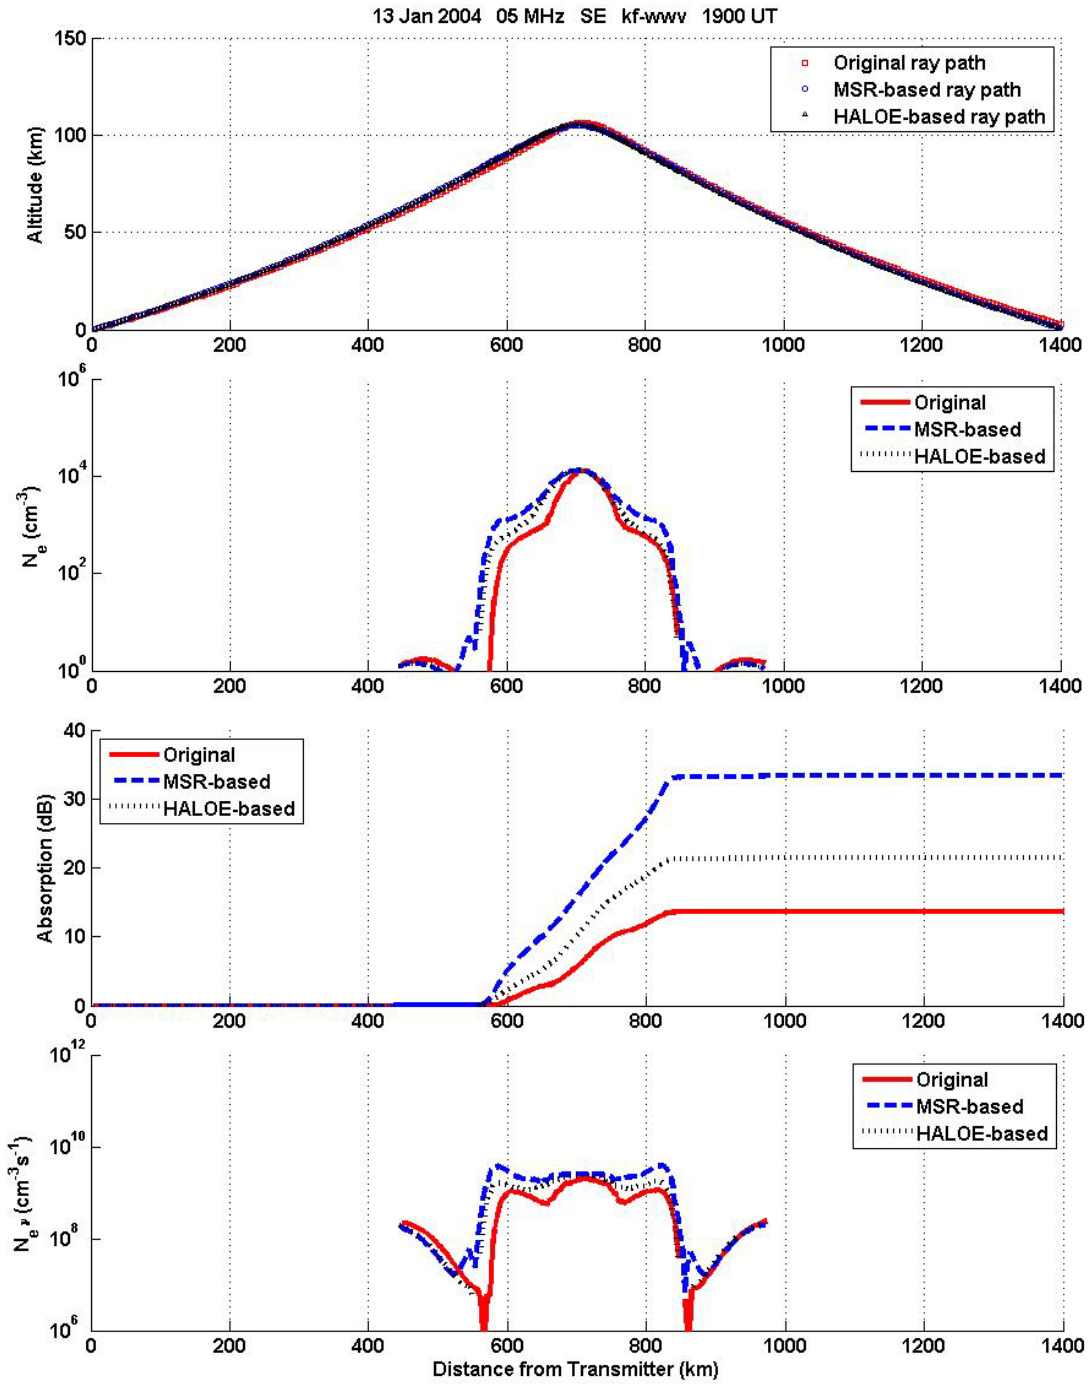 13 Jan 2004 05 MHz SE kf-wwv 1900 UT
150
100
50
0
Altitude (km)
Original ray path
MSR-based ray path
HALOE-based ray path
0 200 400 600 800 1000 1200 1400
10^6
10^4
10^2
10^0
N_e (cm^-3)
Original
MSR-based
HALOE-based
0 200 400 600 800 1000 1200 1400
40
30
20
10
0
Absorption (dB)
Original
MSR-based
HALOE-based
0 200 400 600 800 1000 1200 1400
10^12
10^10
10^8
10^6
N_e ν (cm^-3 s^-1)
Original
MSR-based
HALOE-based
0 200 400 600 800 1000 1200 1400
Distance from Transmitter (km)